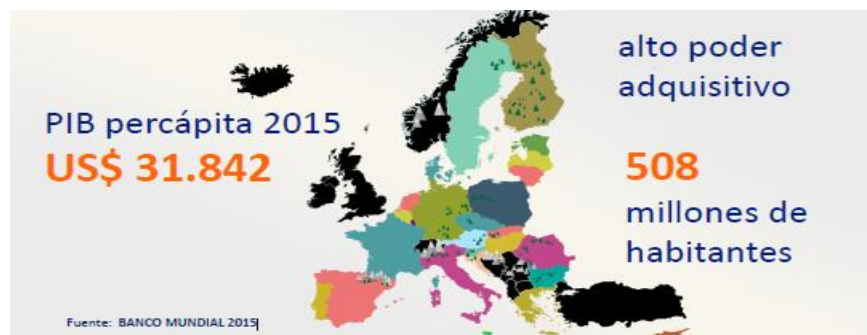 PIB percápita 2015
US$ 31.842
alto poder
adquisitivo
508
millones de
habitantes
Fuente: BANCO MUNDIAL 2015